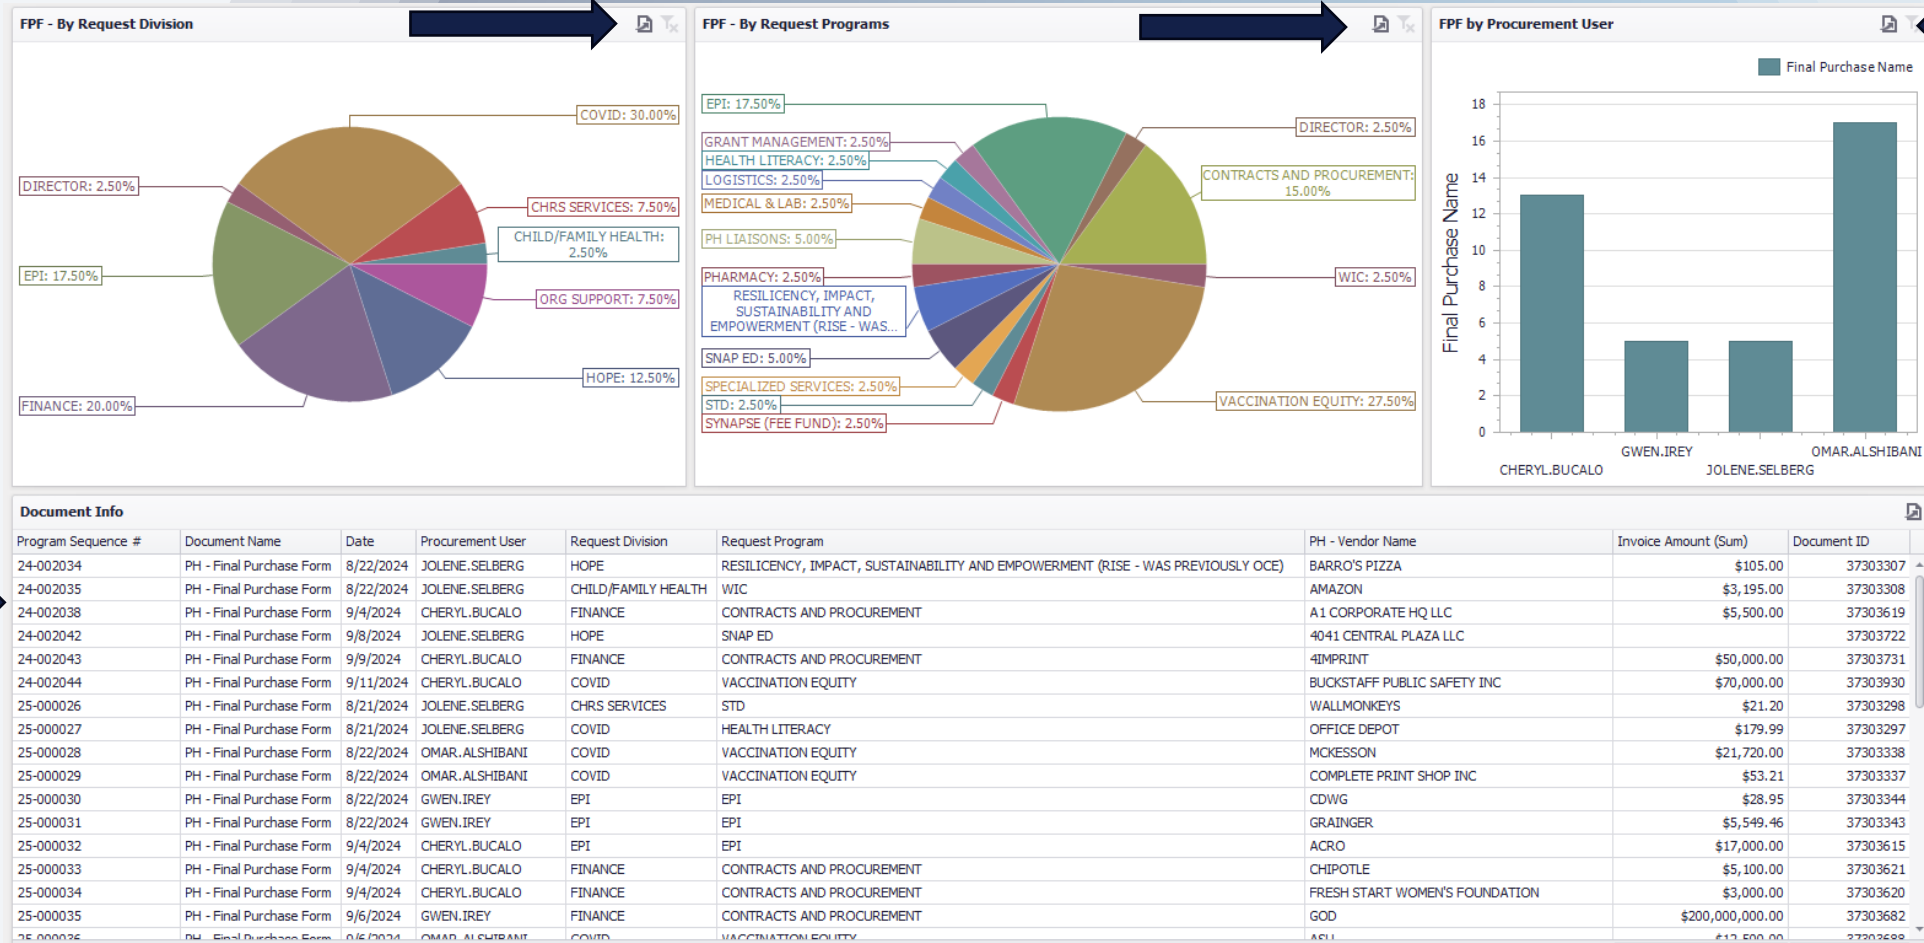 FPF - By Request Division
COVID: 30.00%
DIRECTOR: 2.50%
CHRS SERVICES: 7.50%
CHILD/FAMILY HEALTH:
2.50%
EPI: 17.50%
ORG SUPPORT: 7.50%
HOPE: 12.50%
FINANCE: 20.00%
FPF - By Request Programs
EPI: 17.50%
DIRECTOR: 2.50%
GRANT MANAGEMENT: 2.50%
HEALTH LITERACY: 2.50%
LOGISTICS: 2.50%
CONTRACTS AND PROCUREMENT:
15.00%
MEDICAL & LAB: 2.50%
PH LIAISONS: 5.00%
PHARMACY: 2.50%
WIC: 2.50%
RESILICENCY, IMPACT,
SUSTAINABILITY AND
EMPOWERMENT (RISE - WAS...
SNAP ED: 5.00%
SPECIALIZED SERVICES: 2.50%
STD: 2.50%
VACCINATION EQUITY: 27.50%
SYNAPSE (FEE FUND): 2.50%
FPF by Procurement User
Final Purchase Name
Final Purchase Name
18
16
14
12
10
8
6
4
2
0
CHERYL.BUCALO
GWEN.IREY
JOLENE.SELBERG
OMAR.ALSHIBANI
Document Info
Program Sequence # Document Name Date Procurement User Request Division Request Program PH - Vendor Name Invoice Amount (Sum) Document ID
24-002034 PH - Final Purchase Form 8/22/2024 JOLENE.SELBERG HOPE RESILICENCY, IMPACT, SUSTAINABILITY AND EMPOWERMENT (RISE - WAS PREVIOUSLY OCE) BARRO'S PIZZA $105.00 37303307
24-002035 PH - Final Purchase Form 8/22/2024 JOLENE.SELBERG CHILD/FAMILY HEALTH WIC AMAZON $3,195.00 37303308
24-002038 PH - Final Purchase Form 9/4/2024 CHERYL.BUCALO FINANCE CONTRACTS AND PROCUREMENT A1 CORPORATE HQ LLC $5,500.00 37303619
24-002042 PH - Final Purchase Form 9/8/2024 JOLENE.SELBERG HOPE SNAP ED 4041 CENTRAL PLAZA LLC 37303722
24-002043 PH - Final Purchase Form 9/9/2024 CHERYL.BUCALO FINANCE CONTRACTS AND PROCUREMENT 4IMPRINT $50,000.00 37303731
24-002044 PH - Final Purchase Form 9/11/2024 CHERYL.BUCALO COVID VACCINATION EQUITY BUCKSTAFF PUBLIC SAFETY INC $70,000.00 37303930
25-000026 PH - Final Purchase Form 8/21/2024 JOLENE.SELBERG CHRS SERVICES STD WALLMONKEYS $21.20 37303298
25-000027 PH - Final Purchase Form 8/21/2024 JOLENE.SELBERG COVID HEALTH LITERACY OFFICE DEPOT $179.99 37303297
25-000028 PH - Final Purchase Form 8/22/2024 OMAR.ALSHIBANI COVID VACCINATION EQUITY MCKESSON $21,720.00 37303338
25-000029 PH - Final Purchase Form 8/22/2024 OMAR.ALSHIBANI COVID VACCINATION EQUITY COMPLETE PRINT SHOP INC $53.21 37303337
25-000030 PH - Final Purchase Form 8/22/2024 GWEN.IREY EPI EPI CDWG $28.95 37303344
25-000031 PH - Final Purchase Form 8/22/2024 GWEN.IREY EPI EPI GRAINGER $5,549.46 37303343
25-000032 PH - Final Purchase Form 9/4/2024 CHERYL.BUCALO EPI EPI ACRO $17,000.00 37303615
25-000033 PH - Final Purchase Form 9/4/2024 CHERYL.BUCALO FINANCE CONTRACTS AND PROCUREMENT CHIPOTLE $5,100.00 37303621
25-000034 PH - Final Purchase Form 9/4/2024 CHERYL.BUCALO FINANCE CONTRACTS AND PROCUREMENT FRESH START WOMEN'S FOUNDATION $3,000.00 37303620
25-000035 PH - Final Purchase Form 9/6/2024 GWEN.IREY FINANCE CONTRACTS AND PROCUREMENT GOD $200,000,000.00 37303682
25-000036 PH - Final Purchase Form 9/6/2024 OMAR.ALSHIBANI COVID VACCINATION EQUITY ASU $12,500.00 37303688